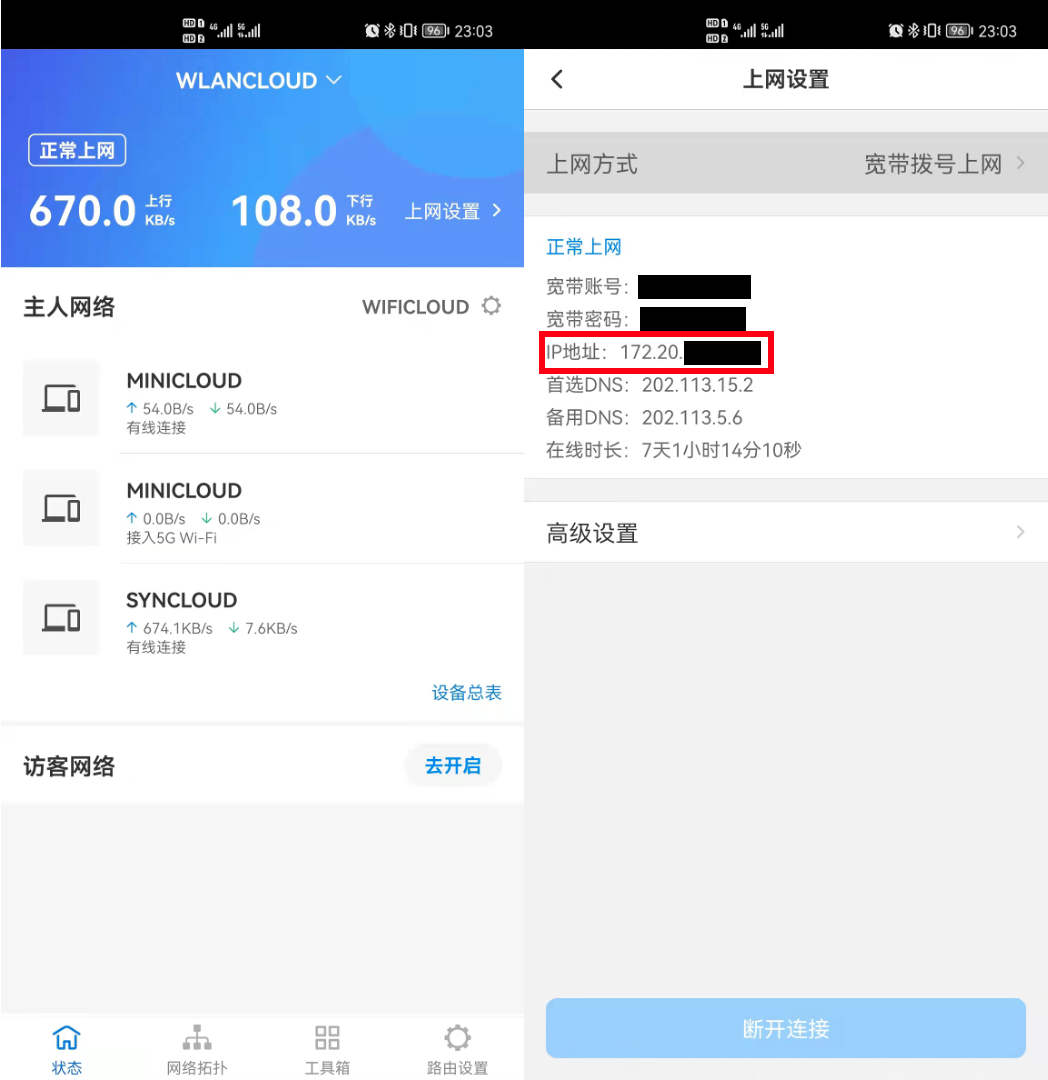 HD 1 4G 5G
HD 2 96 23:03
WLANCLOUD
正常上网
670.0 上行 KB/s 108.0 下行 KB/s 上网设置
主人网络 WIFICLOUD
MINICLOUD
54.0B/s 54.0B/s
有线连接
MINICLOUD
0.0B/s 0.0B/s
接入5G Wi-Fi
SYNCLOUD
674.1KB/s 7.6KB/s
有线连接
设备总表
访客网络 去开启
状态 网络拓扑 工具箱 路由设置
HD 1 4G 5G
HD 2 96 23:03
上网设置
上网方式 宽带拨号上网
正常上网
宽带账号：
宽带密码：
IP地址： 172.20.
首选DNS： 202.113.15.2
备用DNS： 202.113.5.6
在线时长： 7天1小时14分10秒
高级设置
断开连接